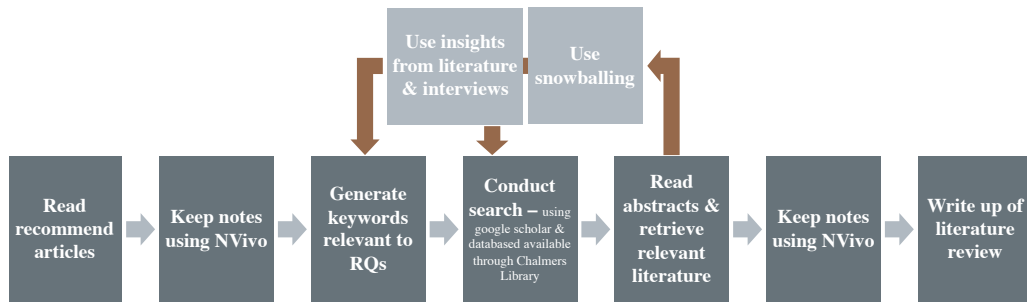 Use insights
from literature
& interviews
Use
snowballing
Read
recommend
articles
Keep notes
using NVivo
Generate
keywords
relevant to
RQs
Conduct
search – using
google scholar &
databased available
through Chalmers
Library
Read
abstracts &
retrieve
relevant
literature
Keep notes
using NVivo
Write up of
literature
review